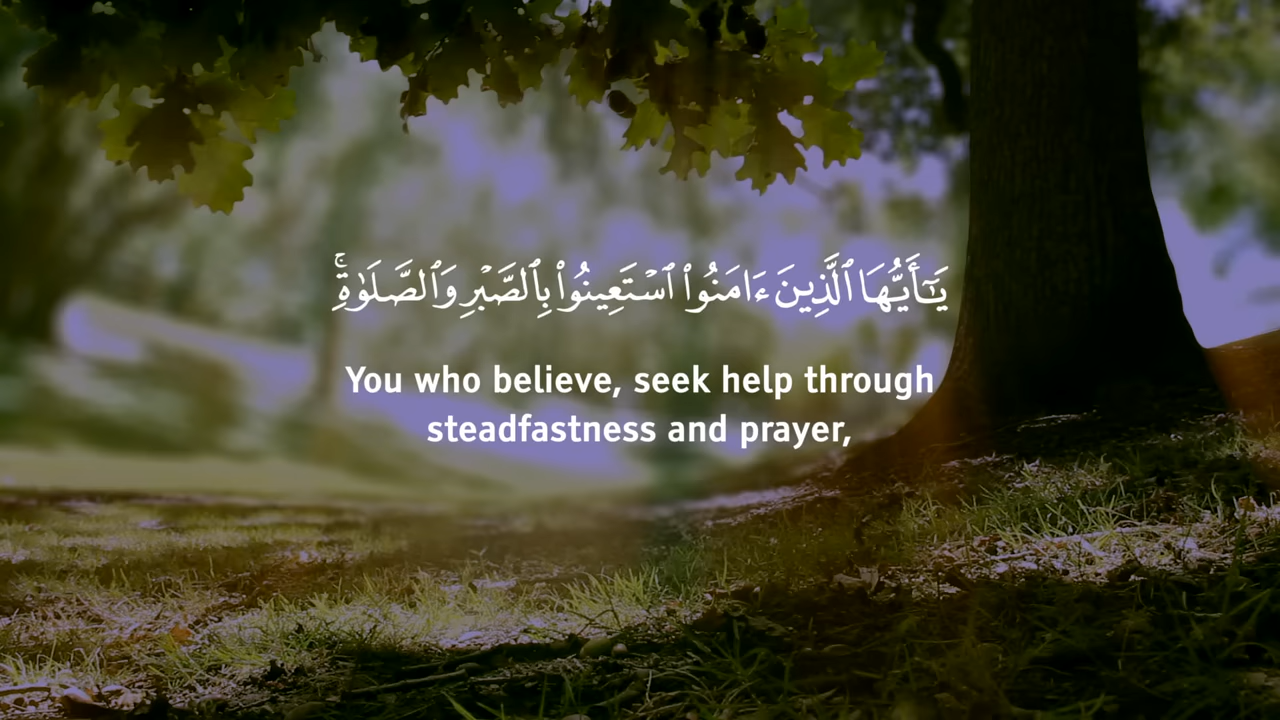 يَـٰٓأَيُّهَا ٱلَّذِينَ ءَامَنُوا۟ ٱسْتَعِينُوا۟ بِٱلصَّبْرِ وَٱلصَّلَوٰةِ ۚ
You who believe, seek help through
steadfastness and prayer,